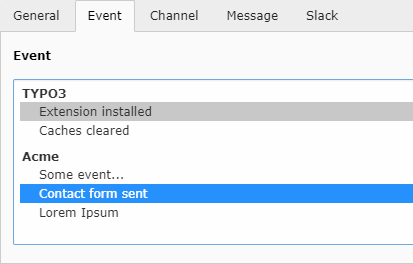 General Event Channel Message Slack
Event
TYPO3
Extension installed
Caches cleared
Acme
Some event...
Contact form sent
Lorem Ipsum